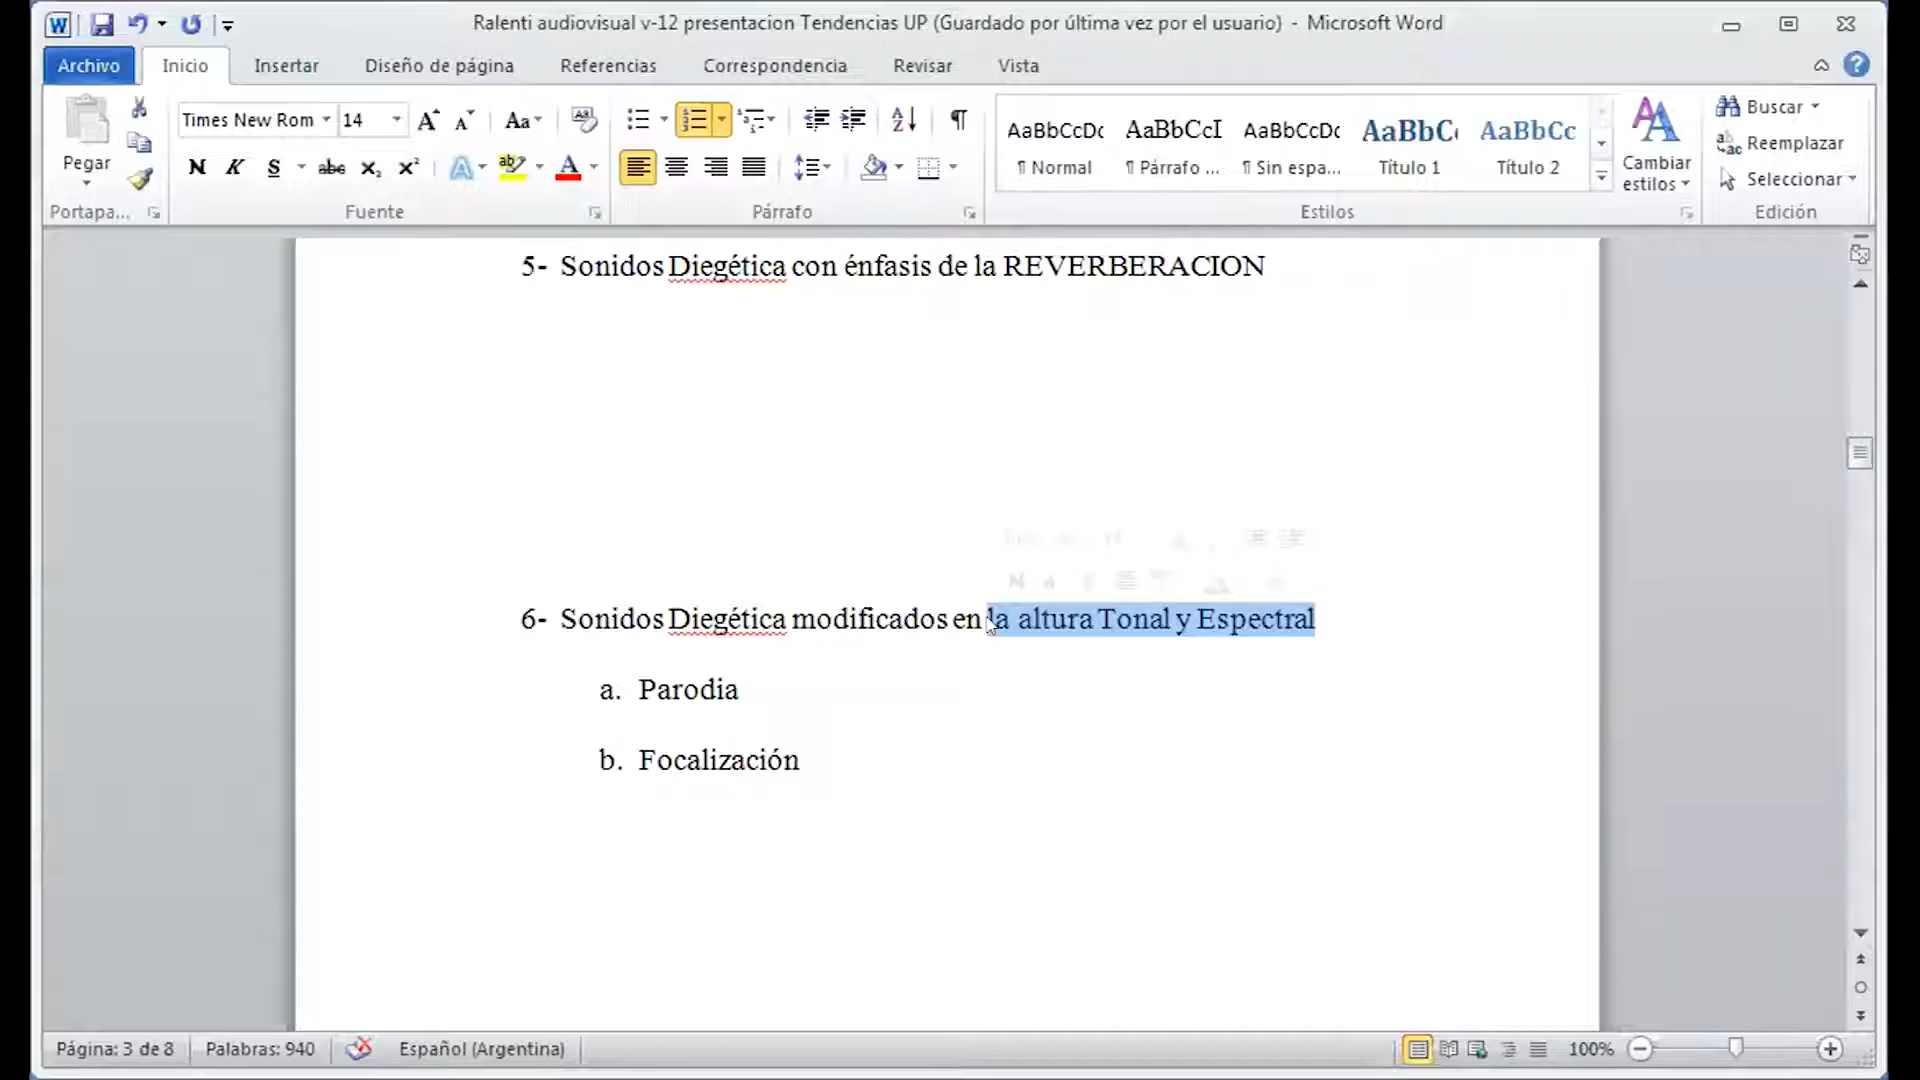 Ralenti audiovisual v-12 presentacion Tendencias UP (Guardado por última vez por el usuario) - Microsoft Word
Archivo Inicio Insertar Diseño de página Referencias Correspondencia Revisar Vista
Pegar
Portapa...
Times New Rom 14
N K S abc
Fuente
Párrafo
AaBbCcDc AaBbCcI AaBbCcDc AaBbC AaBbCc
¶ Normal ¶ Párrafo ... ¶ Sin espa... Título 1 Título 2
Estilos
Cambiar
estilos
Buscar
Reemplazar
Seleccionar
Edición
5- Sonidos Diegética con énfasis de la REVERBERACION
6- Sonidos Diegética modificados en la altura Tonal y Espectral
a. Parodia
b. Focalización
Página: 3 de 8 Palabras: 940 Español (Argentina) 100%